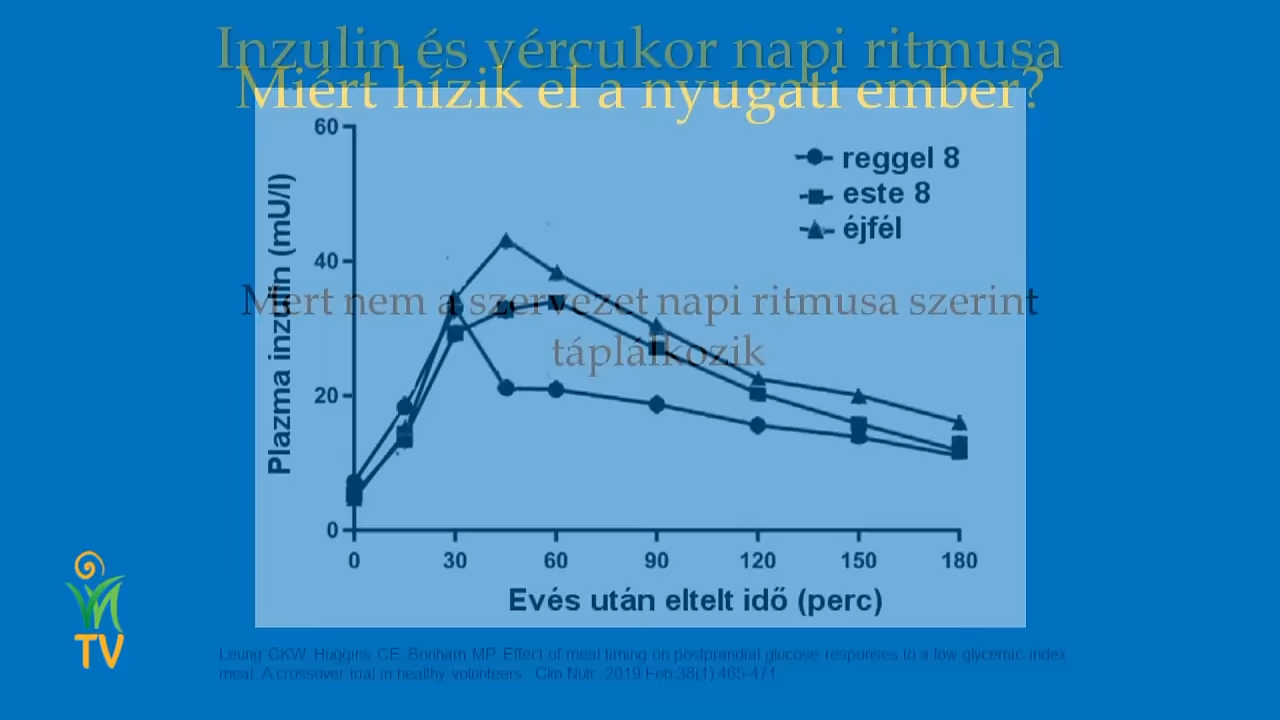 Inzulin és vércukor napi ritmusa
Miért hízik el a nyugati ember?
60
40
20
0
Plazma inzulin (mU/l)
reggel 8
este 8
éjfél
Mert nem a szervezet napi ritmusa szerint
táplálkozik
0 30 60 90 120 150 180
Evés után eltelt idő (perc)
TV
Leung GKW, Huggins CE, Bonham MP. Effect of meal timing on postprandial glucose responses to a low glycemic index
meal: A crossover trial in healthy volunteers. Clin Nutr. 2019 Feb;38(1):465-471.